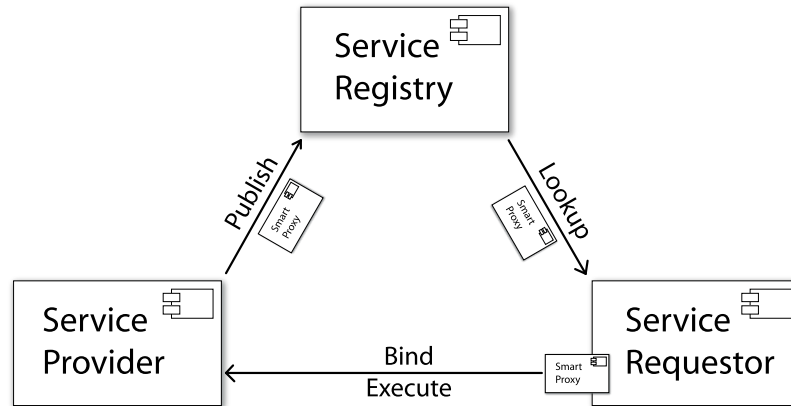 Service
Registry
Publish
Smart
Proxy
Lookup
Smart
Proxy
Service
Provider
Bind
Execute
Smart
Proxy
Service
Requestor